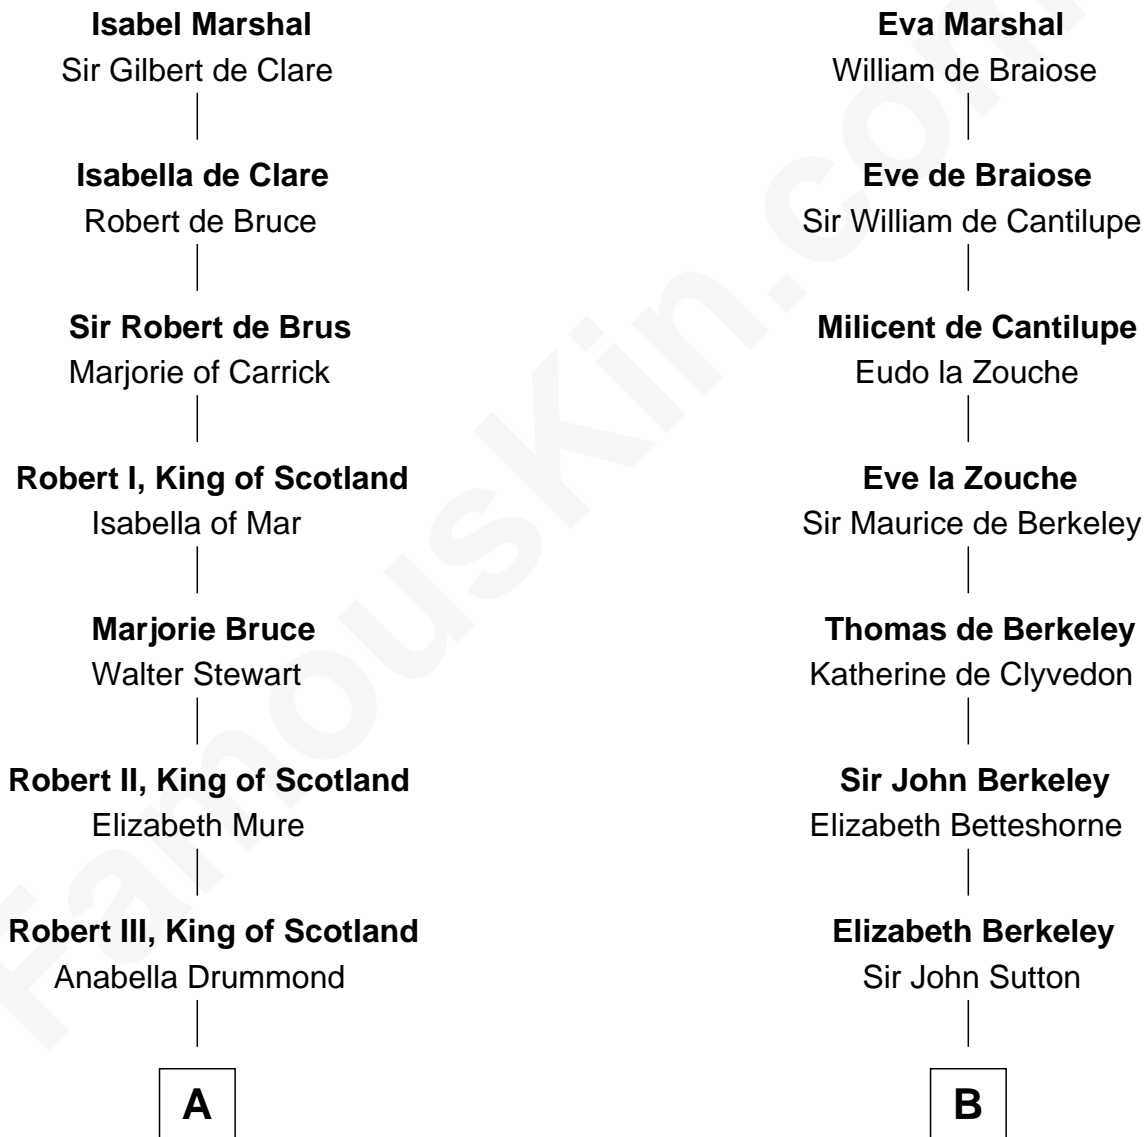 Isabel Marshal
Sir Gilbert de Clare
Isabella de Clare
Robert de Bruce
Sir Robert de Brus
Marjorie of Carrick
Robert I, King of Scotland
Isabella of Mar
Marjorie Bruce
Walter Stewart
Robert II, King of Scotland
Elizabeth Mure
Robert III, King of Scotland
Anabella Drummond
A
Eva Marshal
William de Braiose
Eve de Braiose
Sir William de Cantilupe
Milicent de Cantilupe
Eudo la Zouche
Eve la Zouche
Sir Maurice de Berkeley
Thomas de Berkeley
Katherine de Clyvedon
Sir John Berkeley
Elizabeth Betteshorne
Elizabeth Berkeley
Sir John Sutton
B
FamousKin.com